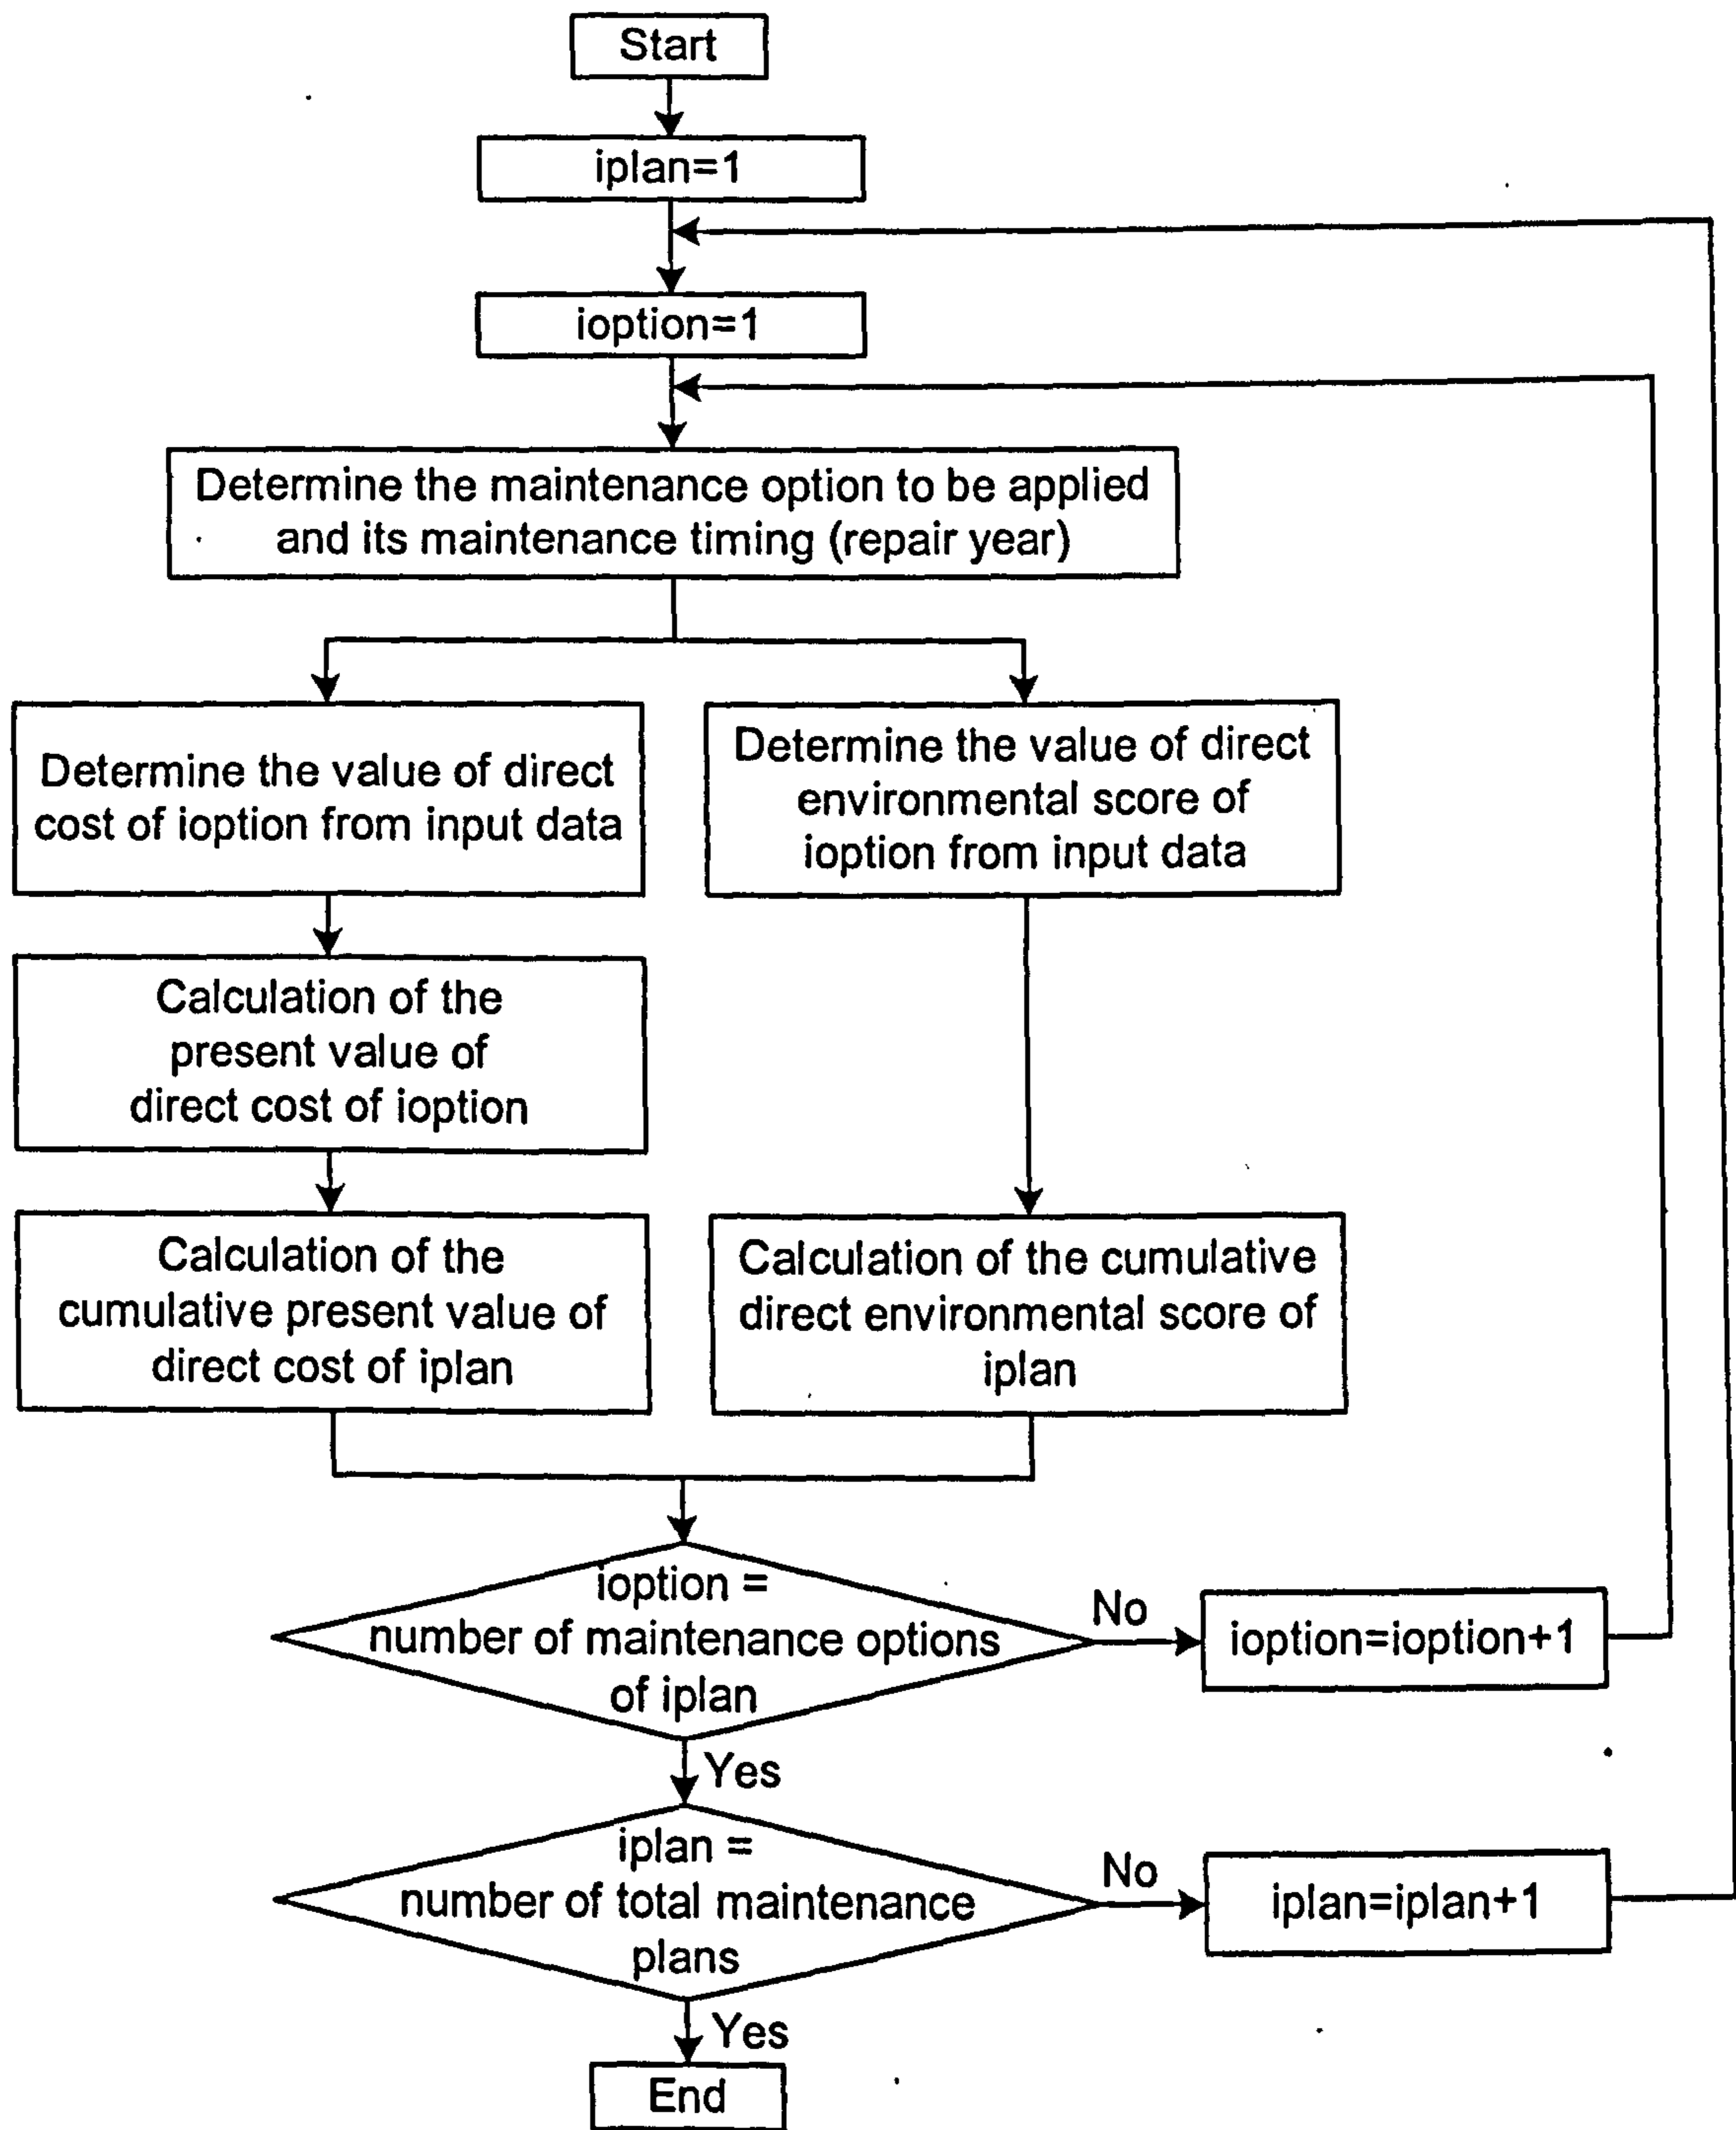 Start
iplan=1
ioption=1
Determine the maintenance option to be applied
and its maintenance timing (repair year)
Determine the value of direct
cost of ioption from input data
Determine the value of direct
environmental score of
ioption from input data
Calculation of the
present value of
direct cost of ioption
Calculation of the
cumulative present value of
direct cost of iplan
Calculation of the cumulative
direct environmental score of
iplan
ioption =
number of maintenance options
of iplan
No
ioption=ioption+1
Yes
iplan =
number of total maintenance
plans
No
iplan=iplan+1
Yes
End